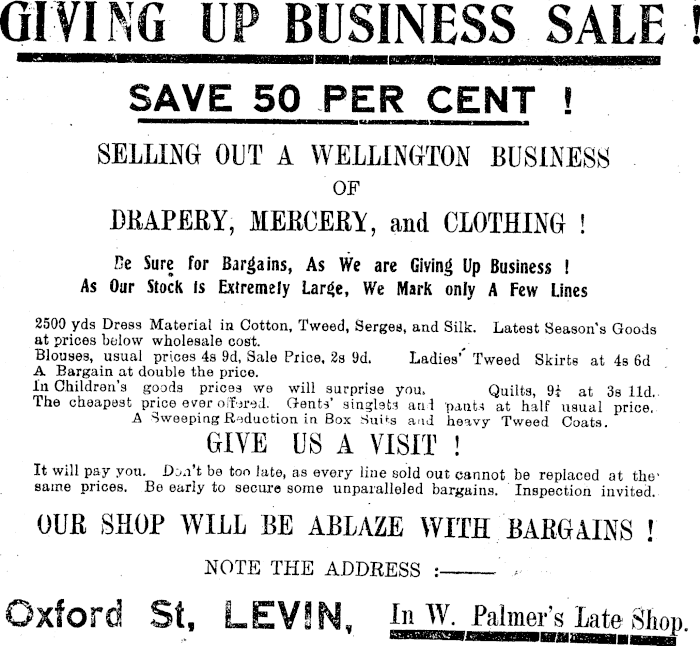 GIVING UP BUSINESS SALE !
SAVE 50 PER CENT !
SELLING OUT A WELLINGTON BUSINESS
OF
DRAPERY, MERCERY, and CLOTHING !
Be Sure for Bargains, As We are Giving Up Business !
As Our Stock is Extremely Large, We Mark only A Few Lines
2500 yds Dress Material in Cotton, Tweed, Serges, and Silk. Latest Season's Goods
at prices below wholesale cost.
Blouses, usual prices 4s 9d, Sale Price, 2s 9d. Ladies' Tweed Skirts at 4s 6d
A Bargain at double the price.
In Children's goods prices we will surprise you. Quilts, 9¼ at 3s 11d.
The cheapest price ever offered. Gents' singlets and pants at half usual price.
A Sweeping Reduction in Box Suits and heavy Tweed Coats.
GIVE US A VISIT !
It will pay you. Don't be too late, as every line sold out cannot be replaced at the
same prices. Be early to secure some unparalleled bargains. Inspection invited.
OUR SHOP WILL BE ABLAZE WITH BARGAINS !
NOTE THE ADDRESS :——
Oxford St, LEVIN, In W. Palmer's Late Shop.